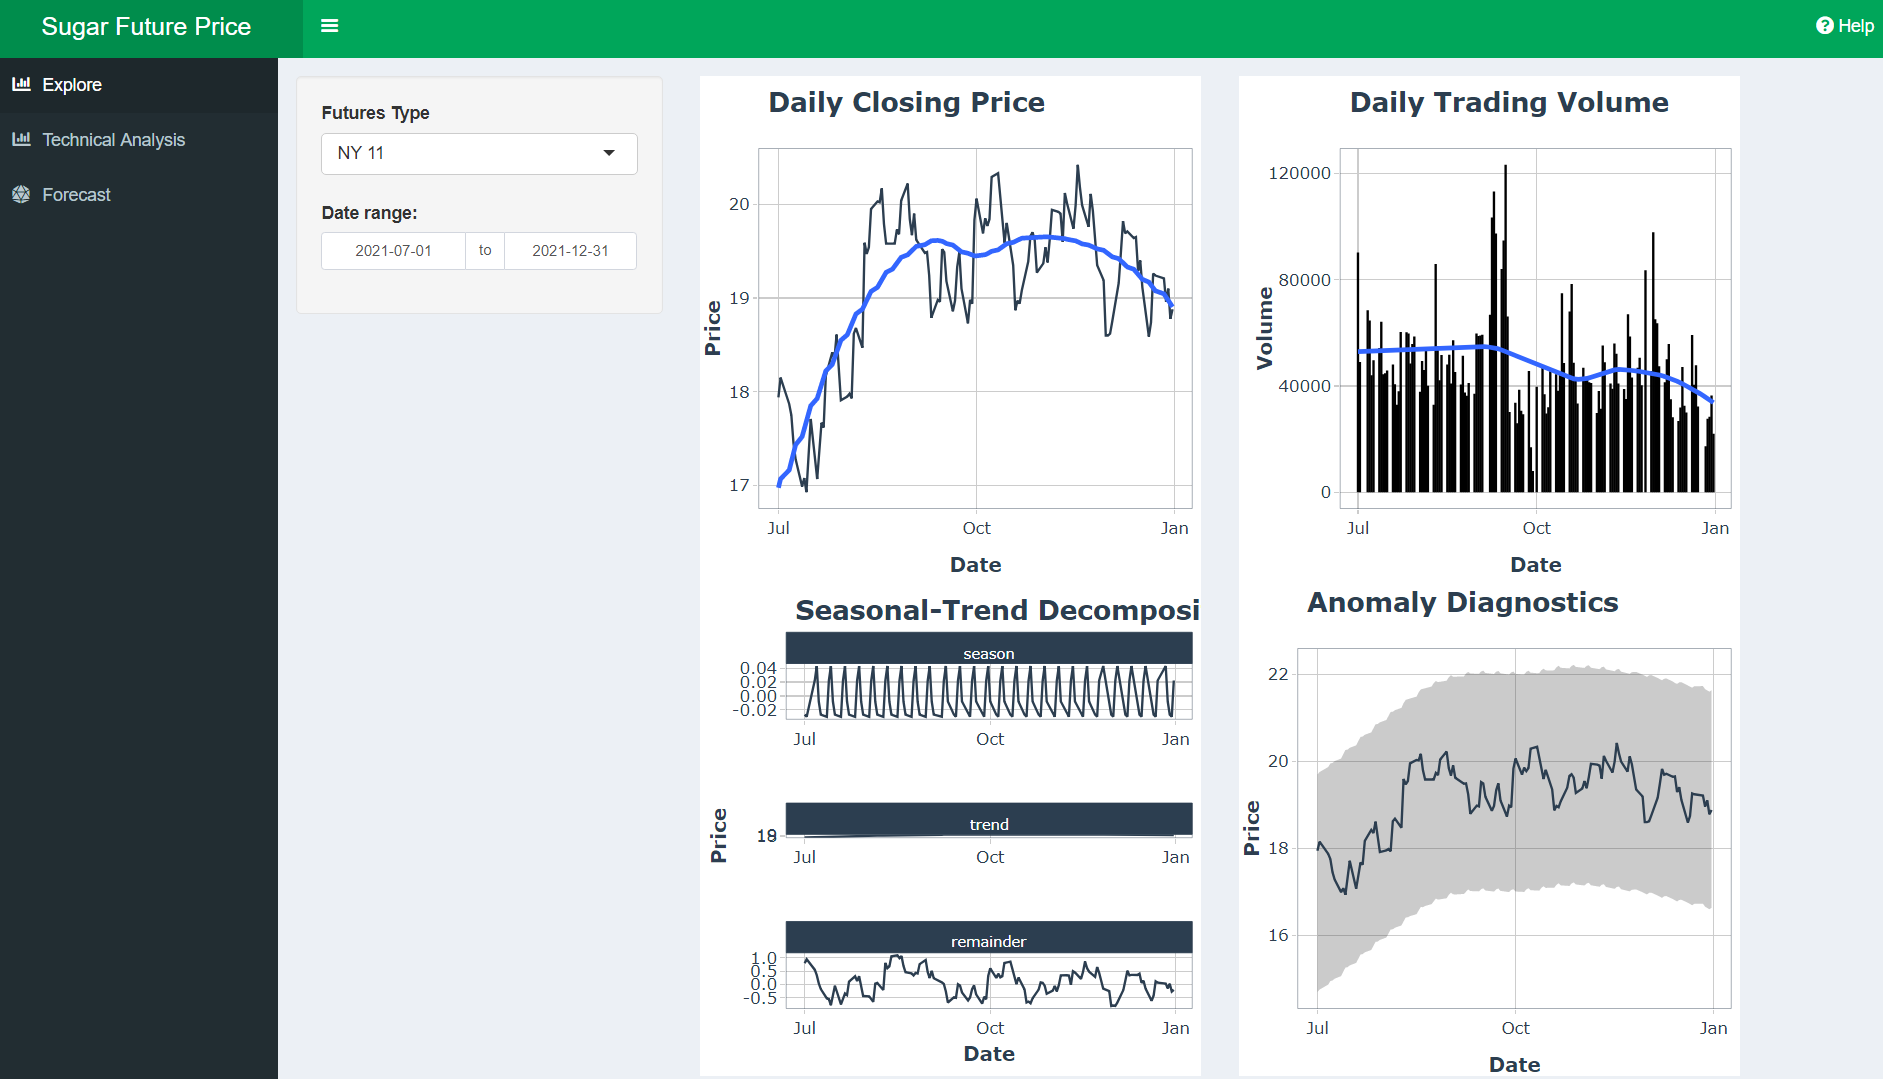 Sugar Future Price
Help
Explore
Technical Analysis
Forecast
Futures Type
NY 11
Date range:
2021-07-01 to 2021-12-31
Daily Closing Price
20
19
18
17
Price
Jul Oct Jan
Date
Daily Trading Volume
120000
80000
40000
0
Volume
Jul Oct Jan
Date
Seasonal-Trend Decomposi
season
0.04
0.02
0.00
-0.02
Jul Oct Jan
trend
Price
Jul Oct Jan
remainder
1.0
0.5
0.0
-0.5
Jul Oct Jan
Date
Anomaly Diagnostics
22
20
18
16
Price
Jul Oct Jan
Date